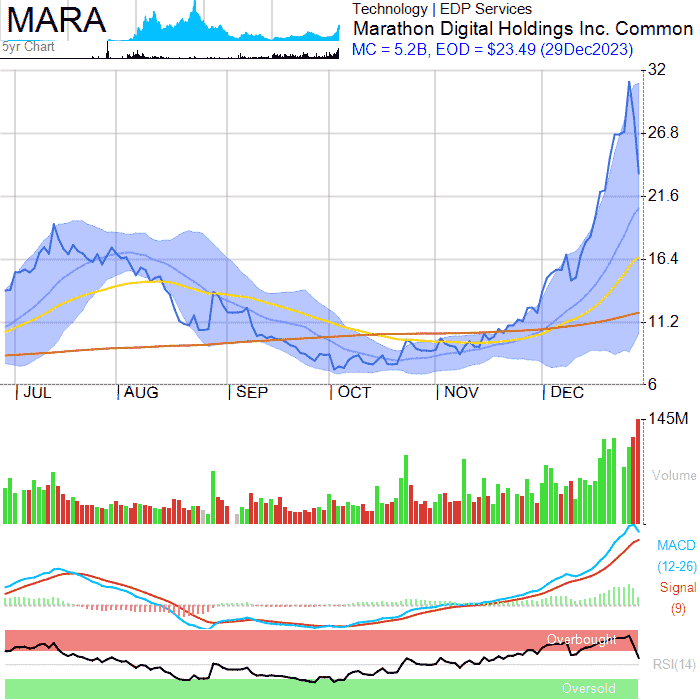 MARA
5yr Chart
Technology | EDP Services
Marathon Digital Holdings Inc. Common
MC = 5.2B, EOD = $23.49 (29Dec2023)
32
26.8
21.6
16.4
11.2
6
JUL AUG SEP OCT NOV DEC
145M
Volume
MACD
(12-26)
Signal
(9)
Overbought
RSI(14)
Oversold